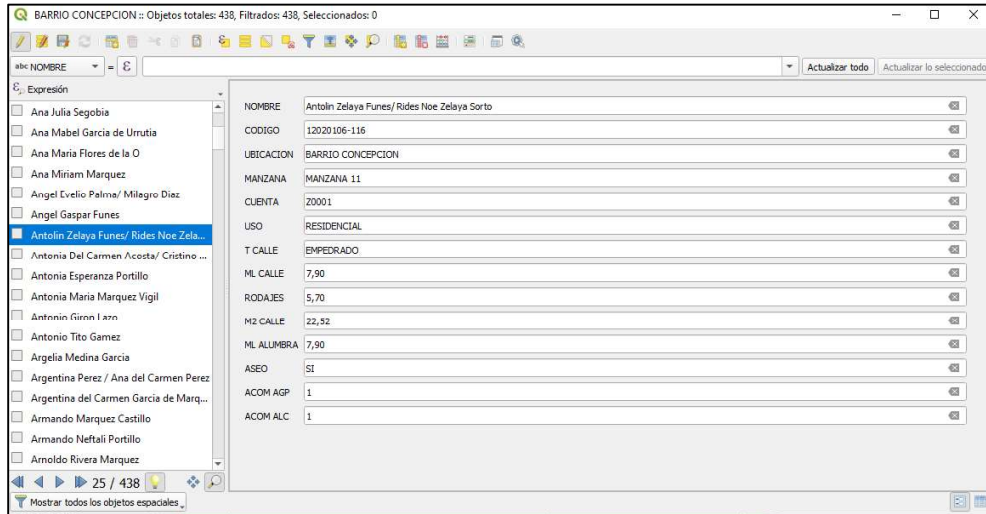 BARRIO CONCEPCION :: Objetos totales: 438, Filtrados: 438, Seleccionados: 0
abc NOMBRE = ε Actualizar todo Actualizar lo seleccionado
Expresión
Ana Julia Segobia
Ana Mabel Garcia de Urrutia
Ana Maria Flores de la O
Ana Miriam Marquez
Angel Evelio Palma/ Milagro Diaz
Angel Gaspar Funes
Antolin Zelaya Funes/ Rides Noe Zela...
Antonia Del Carmen Acosta/ Cristino ...
Antonia Esperanza Portillo
Antonia Maria Marquez Vigil
Antonio Giron Lazo
Antonio Tito Gamez
Argelia Medina Garcia
Argentina Perez / Ana del Carmen Perez
Argentina del Carmen Garcia de Marq...
Armando Marquez Castillo
Armando Neftali Portillo
Arnoldo Rivera Marquez
25 / 438
Mostrar todos los objetos espaciales
NOMBRE Antolin Zelaya Funes/ Rides Noe Zelaya Sorto
CODIGO 12020106-116
UBICACION BARRIO CONCEPCION
MANZANA MANZANA 11
CUENTA Z0001
USO RESIDENCIAL
T CALLE EMPEDRADO
ML CALLE 7,90
RODAJES 5,70
M2 CALLE 22,52
ML ALUMBRA 7,90
ASEO SI
ACOM AGP 1
ACOM ALC 1